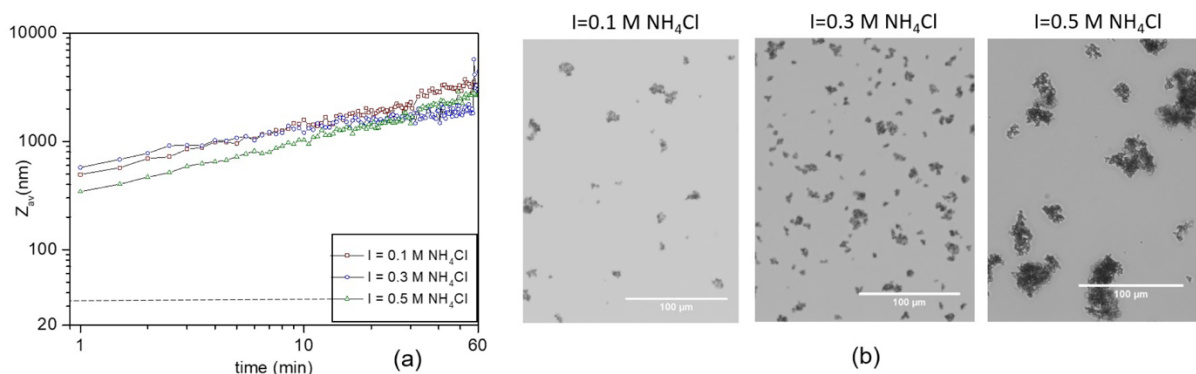 10000
1000
100
20
Zav(nm)
I = 0.1 M NH4Cl
I = 0.3 M NH4Cl
I = 0.5 M NH4Cl
1
10
60
time (min)
(a)
I=0.1 M NH4Cl
I=0.3 M NH4Cl
I=0.5 M NH4Cl
100 µm
100 µm
100 µm
(b)